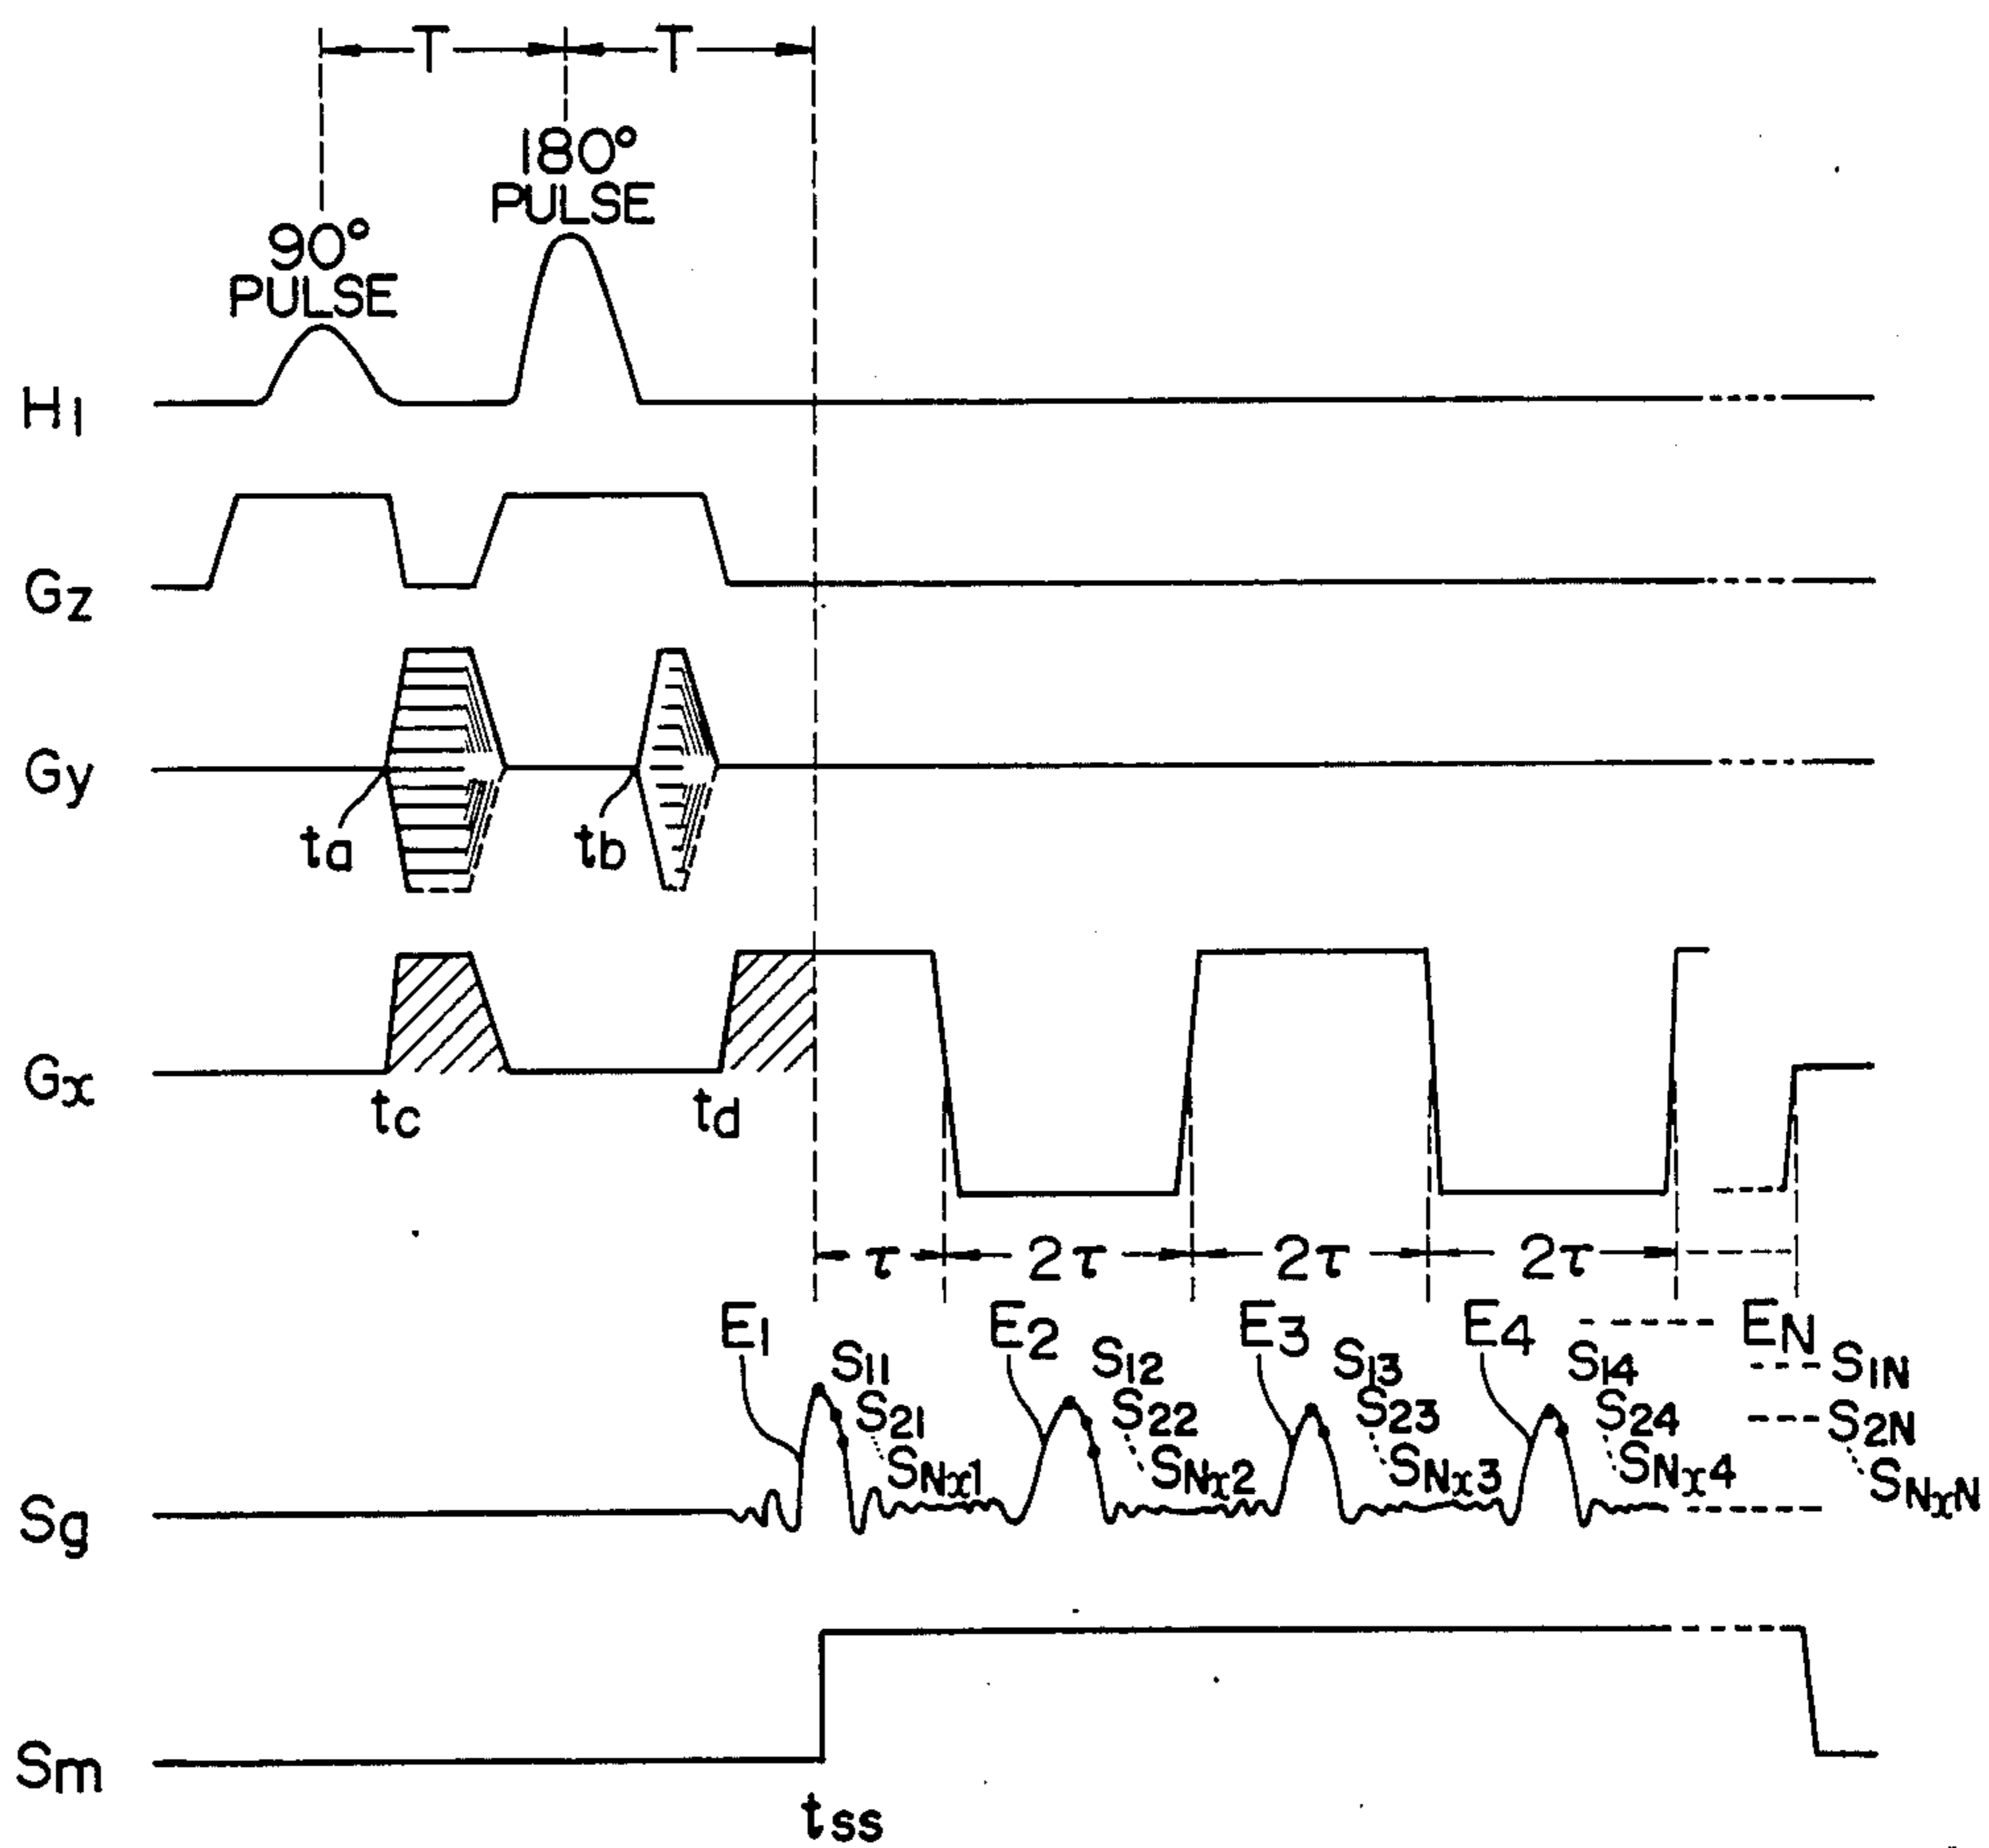 T T
180°
PULSE
90°
PULSE
H1
Gz
Gy
ta tb
Gx
tc td
τ 2τ 2τ 2τ
E1 E2 E3 E4 EN
S11 S12 S13 S14 S1N
S21 S22 S23 S24 S2N
SNx1 SNx2 SNx3 SNx4 SNxN
Sg
Sm
tss